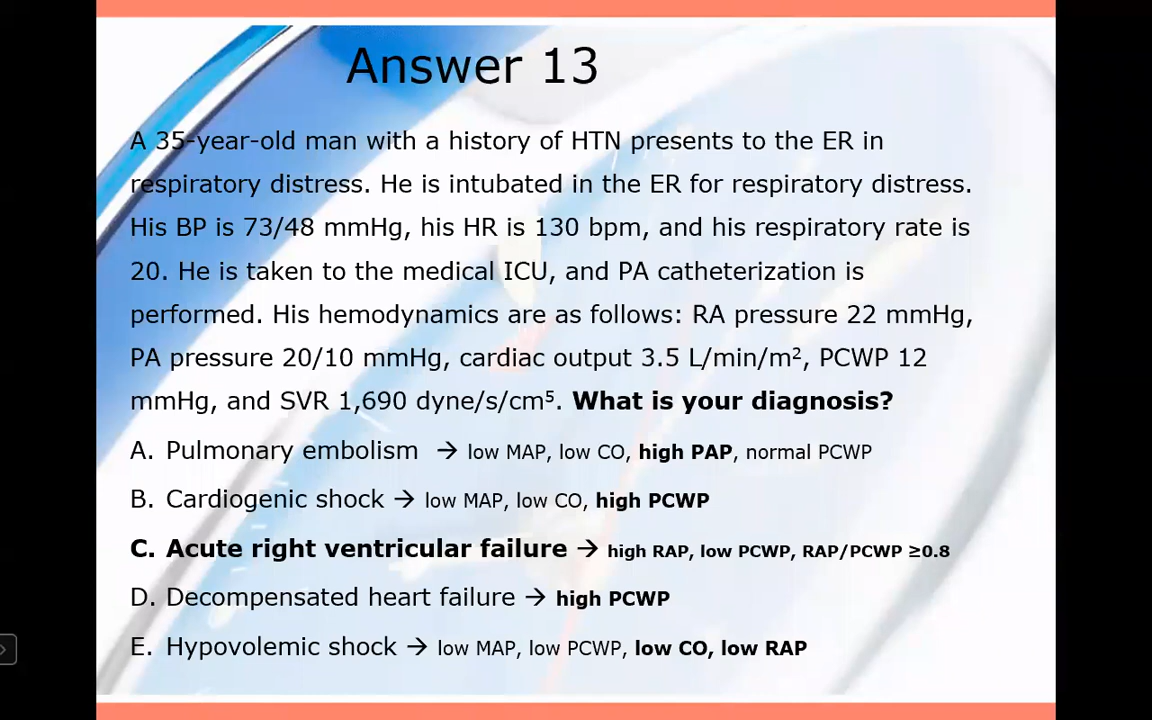 Answer 13
A 35-year-old man with a history of HTN presents to the ER in
respiratory distress. He is intubated in the ER for respiratory distress.
His BP is 73/48 mmHg, his HR is 130 bpm, and his respiratory rate is
20. He is taken to the medical ICU, and PA catheterization is
performed. His hemodynamics are as follows: RA pressure 22 mmHg,
PA pressure 20/10 mmHg, cardiac output 3.5 L/min/m², PCWP 12
mmHg, and SVR 1,690 dyne/s/cm⁵. What is your diagnosis?
A. Pulmonary embolism → low MAP, low CO, high PAP, normal PCWP
B. Cardiogenic shock → low MAP, low CO, high PCWP
C. Acute right ventricular failure → high RAP, low PCWP, RAP/PCWP ≥0.8
D. Decompensated heart failure → high PCWP
E. Hypovolemic shock → low MAP, low PCWP, low CO, low RAP